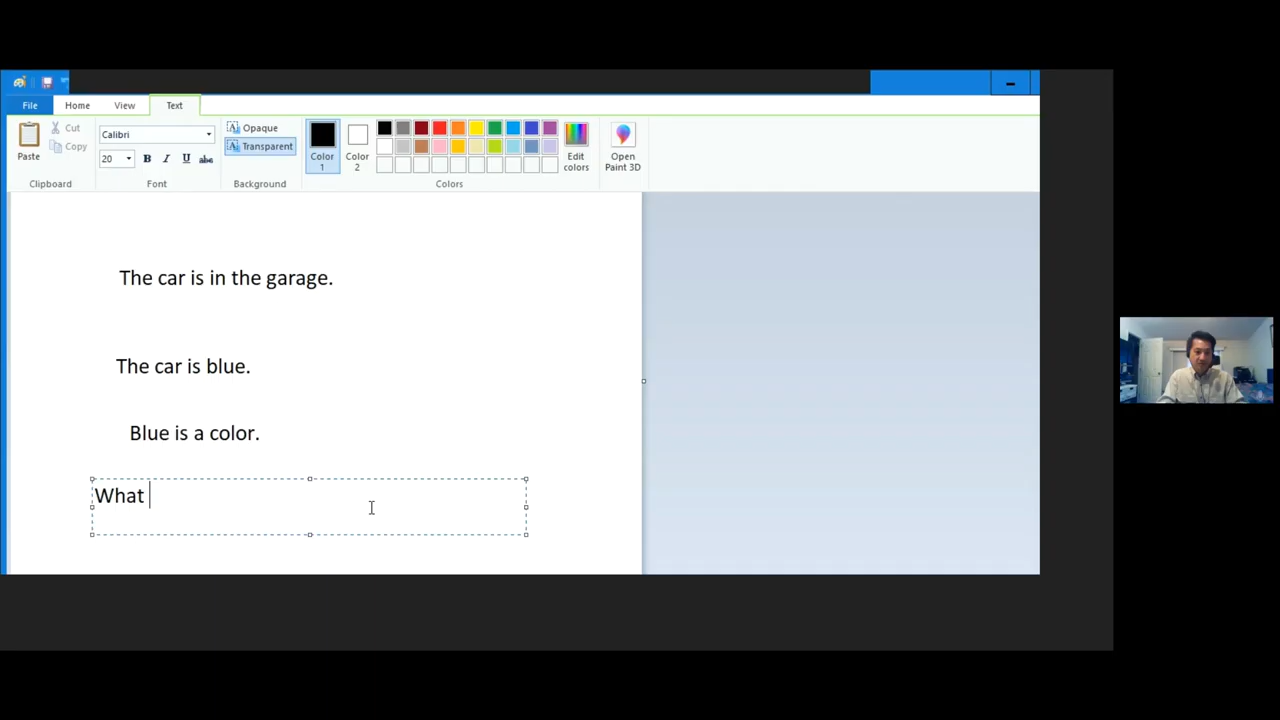 File Home View Text
Cut
Copy
Paste
Clipboard
Calibri
20 B I U abc
Font
Opaque
Transparent
Background
Color 1
Color 2
Edit colors
Colors
Open Paint 3D
The car is in the garage.
The car is blue.
Blue is a color.
What